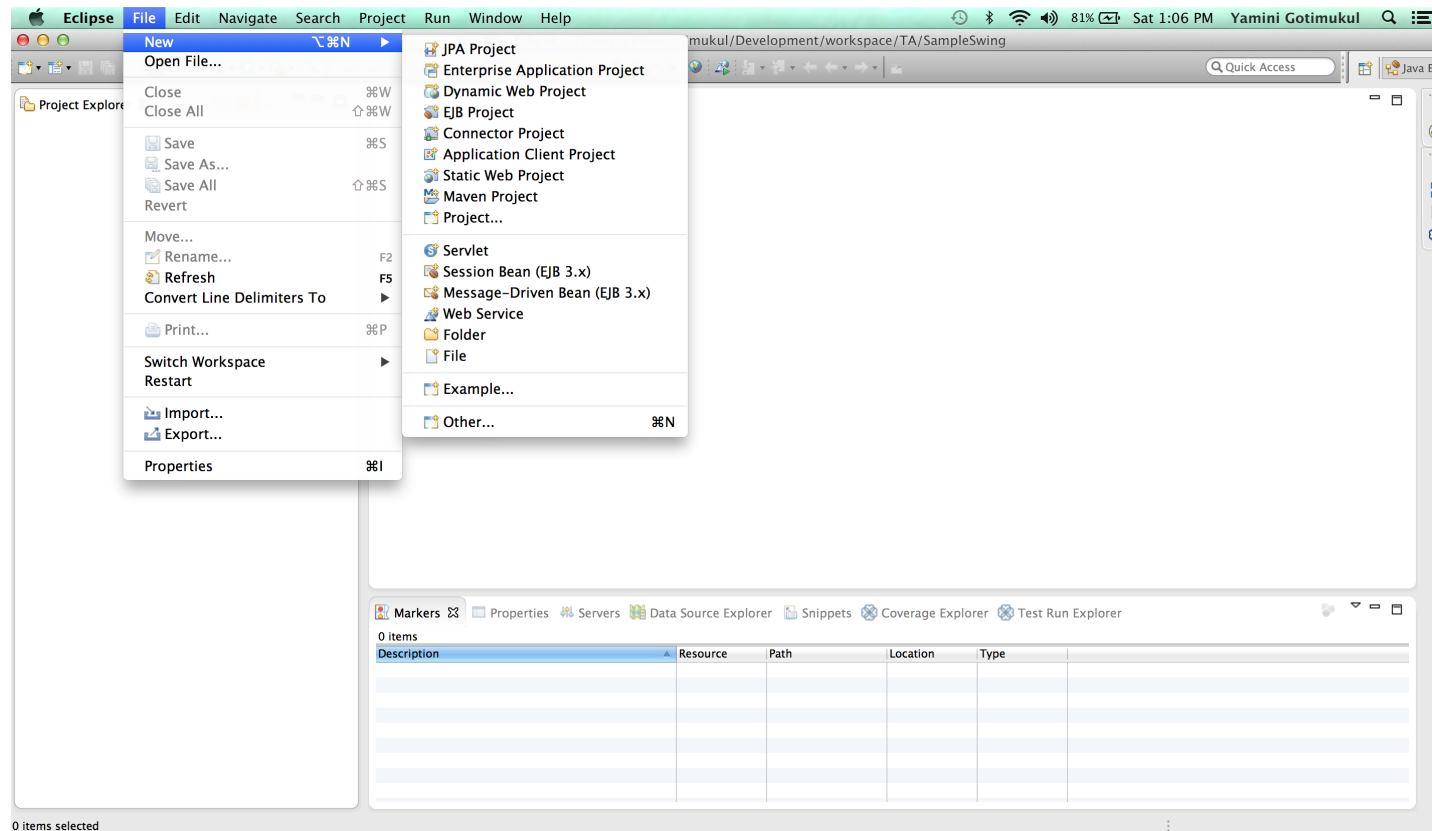 Eclipse File Edit Navigate Search Project Run Window Help 81% Sat 1:06 PM Yamini Gotimukul
mukul/Development/workspace/TA/SampleSwing
Quick Access
Java
Project Explore
New ⌥⌘N
Open File...
Close ⌘W
Close All ⇧⌘W
Save ⌘S
Save As...
Save All ⇧⌘S
Revert
Move...
Rename... F2
Refresh F5
Convert Line Delimiters To
Print... ⌘P
Switch Workspace
Restart
Import...
Export...
Properties ⌘I
JPA Project
Enterprise Application Project
Dynamic Web Project
EJB Project
Connector Project
Application Client Project
Static Web Project
Maven Project
Project...
Servlet
Session Bean (EJB 3.x)
Message-Driven Bean (EJB 3.x)
Web Service
Folder
File
Example...
Other... ⌘N
Markers Properties Servers Data Source Explorer Snippets Coverage Explorer Test Run Explorer
0 items
Description Resource Path Location Type
0 items selected